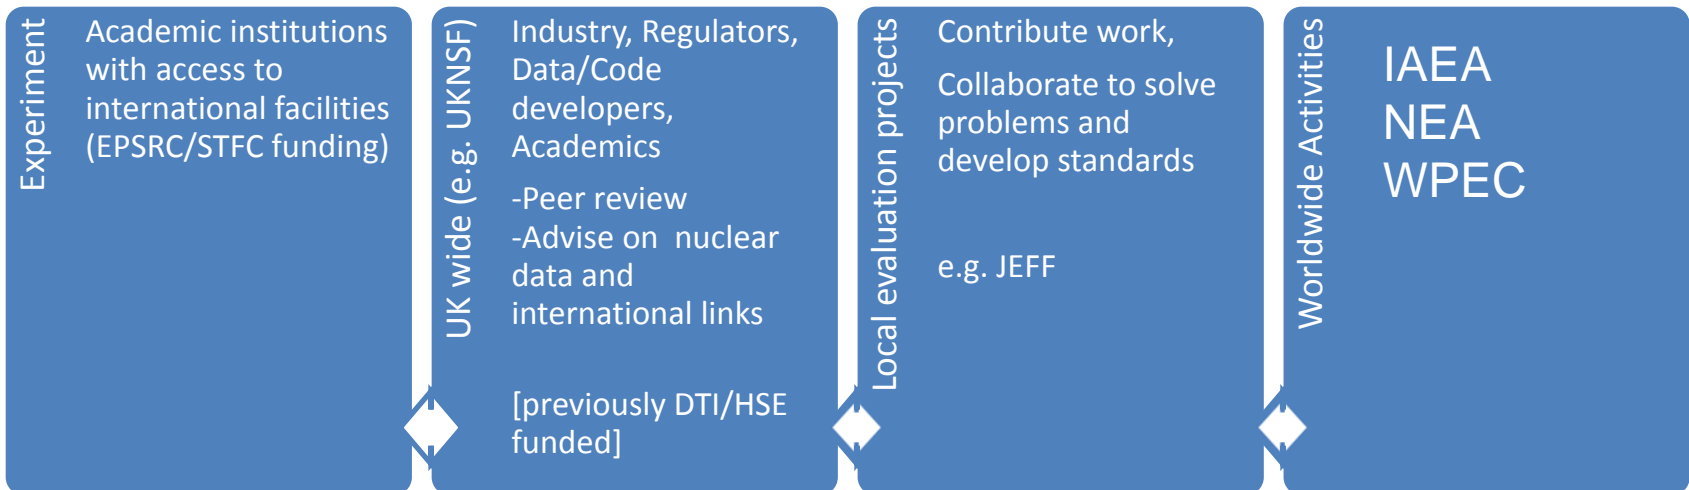 Experiment
Academic institutions
with access to
international facilities
(EPSRC/STFC funding)
UK wide (e.g. UKNSF)
Industry, Regulators,
Data/Code
developers,
Academics
-Peer review
-Advise on nuclear
data and
international links
[previously DTI/HSE
funded]
Local evaluation projects
Contribute work,
Collaborate to solve
problems and
develop standards
e.g. JEFF
Worldwide Activities
IAEA
NEA
WPEC